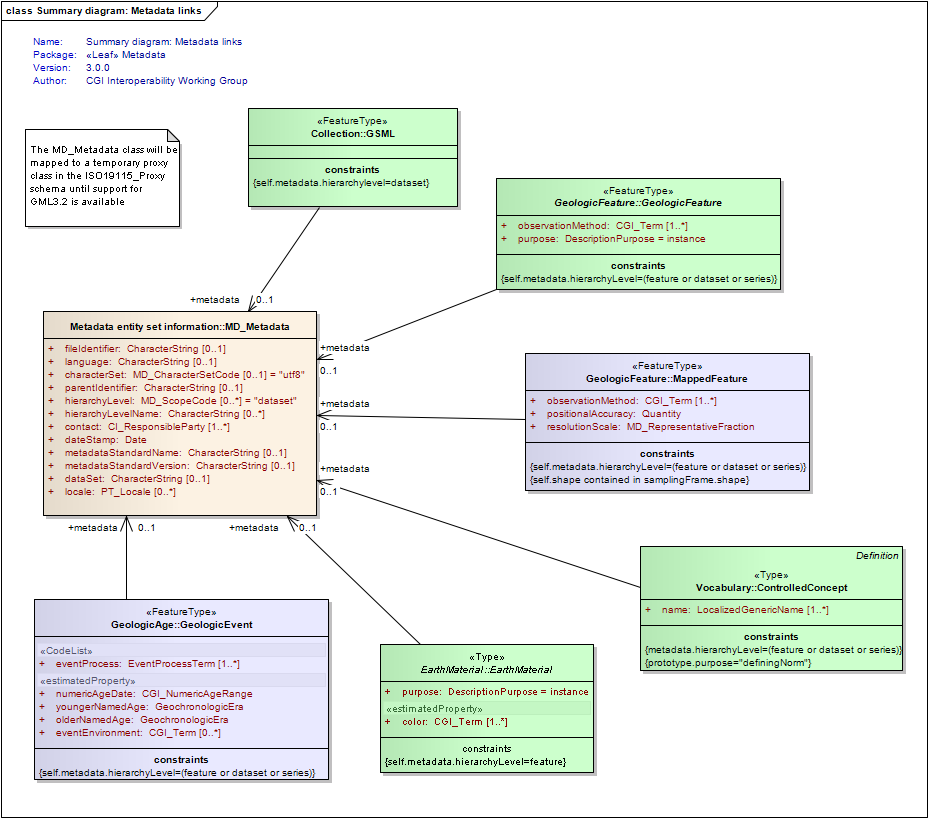 class Summary diagram: Metadata links
Name: Summary diagram: Metadata links
Package: «Leaf» Metadata
Version: 3.0.0
Author: CGI Interoperability Working Group
The MD_Metadata class will be
mapped to a temporary proxy
class in the ISO19115_Proxy
schema until support for
GML3.2 is available
«FeatureType»
Collection::GSML
constraints
{self.metadata.hierarchylevel=dataset}
«FeatureType»
GeologicFeature::GeologicFeature
+ observationMethod: CGI_Term [1..*]
+ purpose: DescriptionPurpose = instance
constraints
{self.metadata.hierarchyLevel=(feature or dataset or series)}
+metadata 0..1
Metadata entity set information::MD_Metadata
+ fileIdentifier: CharacterString [0..1]
+ language: CharacterString [0..1]
+ characterSet: MD_CharacterSetCode [0..1] = "utf8"
+ parentIdentifier: CharacterString [0..1]
+ hierarchyLevel: MD_ScopeCode [0..*] = "dataset"
+ hierarchyLevelName: CharacterString [0..*]
+ contact: CI_ResponsibleParty [1..*]
+ dateStamp: Date
+ metadataStandardName: CharacterString [0..1]
+ metadataStandardVersion: CharacterString [0..1]
+ dataSet: CharacterString [0..1]
+ locale: PT_Locale [0..*]
+metadata
0..1
+metadata
0..1
+metadata
0..1
«FeatureType»
GeologicFeature::MappedFeature
+ observationMethod: CGI_Term [1..*]
+ positionalAccuracy: Quantity
+ resolutionScale: MD_RepresentativeFraction
constraints
{self.metadata.hierarchyLevel=(feature or dataset or series)}
{self.shape contained in samplingFrame.shape}
+metadata 0..1
+metadata 0..1
Definition
«Type»
Vocabulary::ControlledConcept
+ name: LocalizedGenericName [1..*]
constraints
{metadata.hierarchyLevel=(feature or dataset or series)}
{prototype.purpose="definingNorm"}
«FeatureType»
GeologicAge::GeologicEvent
«CodeList»
+ eventProcess: EventProcessTerm [1..*]
«estimatedProperty»
+ numericAgeDate: CGI_NumericAgeRange
+ youngerNamedAge: GeochronologicEra
+ olderNamedAge: GeochronologicEra
+ eventEnvironment: CGI_Term [0..*]
constraints
{self.metadata.hierarchyLevel=(feature or dataset or series)}
«Type»
EarthMaterial::EarthMaterial
+ purpose: DescriptionPurpose = instance
«estimatedProperty»
+ color: CGI_Term [1..*]
constraints
{self.metadata.hierarchyLevel=feature}